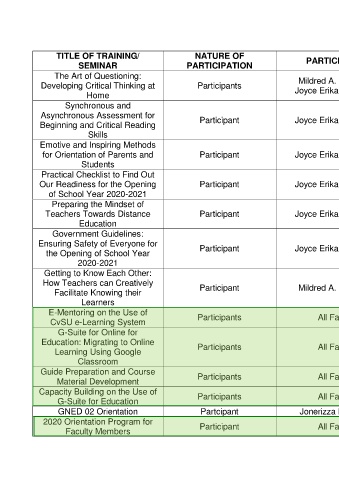 TITLE OF TRAINING/ NATURE OF PARTICI
SEMINAR PARTICIPATION
The Art of Questioning:
Developing Critical Thinking at Participants Mildred A.
Home Joyce Erika
Synchronous and
Asynchronous Assessment for Participant Joyce Erika
Beginning and Critical Reading
Skills
Emotive and Inspiring Methods
for Orientation of Parents and Participant Joyce Erika
Students
Practical Checklist to Find Out
Our Readiness for the Opening Participant Joyce Erika
of School Year 2020-2021
Preparing the Mindset of
Teachers Towards Distance Participant Joyce Erika
Education
Government Guidelines:
Ensuring Safety of Everyone for Participant Joyce Erika
the Opening of School Year
2020-2021
Getting to Know Each Other:
How Teachers can Creatively Participant Mildred A.
Facilitate Knowing their
Learners
E-Mentoring on the Use of Participants All Fa
CvSU e-Learning System
G-Suite for Online for
Education: Migrating to Online Participants All Fa
Learning Using Google
Classroom
Guide Preparation and Course Participants All Fa
Material Development
Capacity Building on the Use of Participants All Fa
G-Suite for Education
GNED 02 Orientation Partcipant Jonerizza
2020 Orientation Program for Participant All Fa
Faculty Members